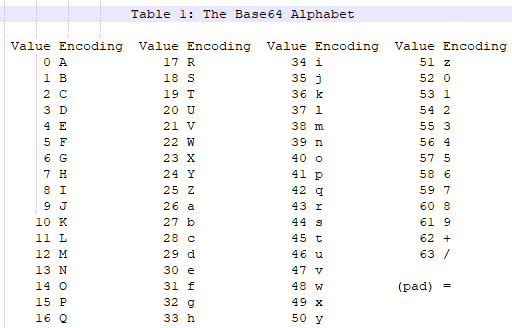 Table 1: The Base64 Alphabet
Value Encoding Value Encoding Value Encoding Value Encoding
0 A 17 R 34 i 51 z
1 B 18 S 35 j 52 0
2 C 19 T 36 k 53 1
3 D 20 U 37 l 54 2
4 E 21 V 38 m 55 3
5 F 22 W 39 n 56 4
6 G 23 X 40 o 57 5
7 H 24 Y 41 p 58 6
8 I 25 Z 42 q 59 7
9 J 26 a 43 r 60 8
10 K 27 b 44 s 61 9
11 L 28 c 45 t 62 +
12 M 29 d 46 u 63 /
13 N 30 e 47 v
14 O 31 f 48 w (pad) =
15 P 32 g 49 x
16 Q 33 h 50 y